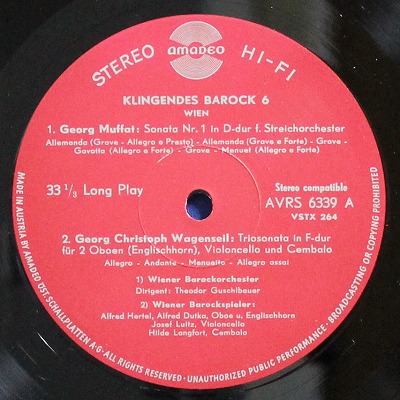 STEREO
AMADEO
HI-FI
KLINGENDES BAROCK 6
WIEN
1. Georg Muffat: Sonata Nr. 1 in D-dur f. Streichorchester
Allemanda (Grave - Allegro e Presto) - Allemanda (Grave e Forte) - Grave -
Gavotta (Allegro e Forte) - Grave - Menuet (Allegro e Forte)
33 1/3 Long Play
Stereo compatible
AVRS 6339 A
VSTX 264
2. Georg Christoph Wagenseil: Triosonata in F-dur
für 2 Oboen (Englischhorn), Violoncello und Cembalo
Allegro - Andante - Menuetto - Allegro assai
1) Wiener Barockorchester
Dirigent: Theodor Guschlbauer
2) Wiener Barockspieler:
Alfred Hertel, Alfred Dutka, Oboe u. Englischhorn
Josef Luitz, Violoncello
Hilde Langfort, Cembalo
MADE IN AUSTRIA BY AMADEO ÖST. SCHALLPLATTEN A-G - ALL RIGHTS RESERVED - UNAUTHORIZED PUBLIC PERFORMANCE - BROADCASTING OR COPYING PROHIBITED